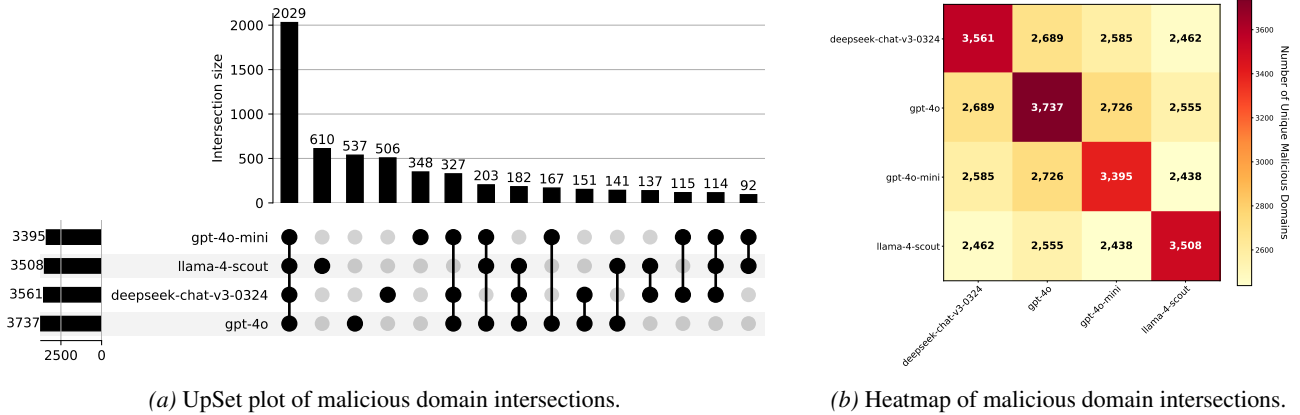 2029
2000
1500
1000
500
0
Intersection size
610 537 506 348 327 203 182 167 151 141 137 115 114 92
3395 gpt-4o-mini
3508 llama-4-scout
3561 deepseek-chat-v3-0324
3737 gpt-4o
2500 0
(a) UpSet plot of malicious domain intersections.
deepseek-chat-v3-0324 3,561 2,689 2,585 2,462
gpt-4o 2,689 3,737 2,726 2,555
gpt-4o-mini 2,585 2,726 3,395 2,438
llama-4-scout 2,462 2,555 2,438 3,508
deepseek-chat-v3-0324 gpt-4o gpt-4o-mini llama-4-scout
3600
3400
3200
3000
2800
2600
Number of Unique Malicious Domains
(b) Heatmap of malicious domain intersections.